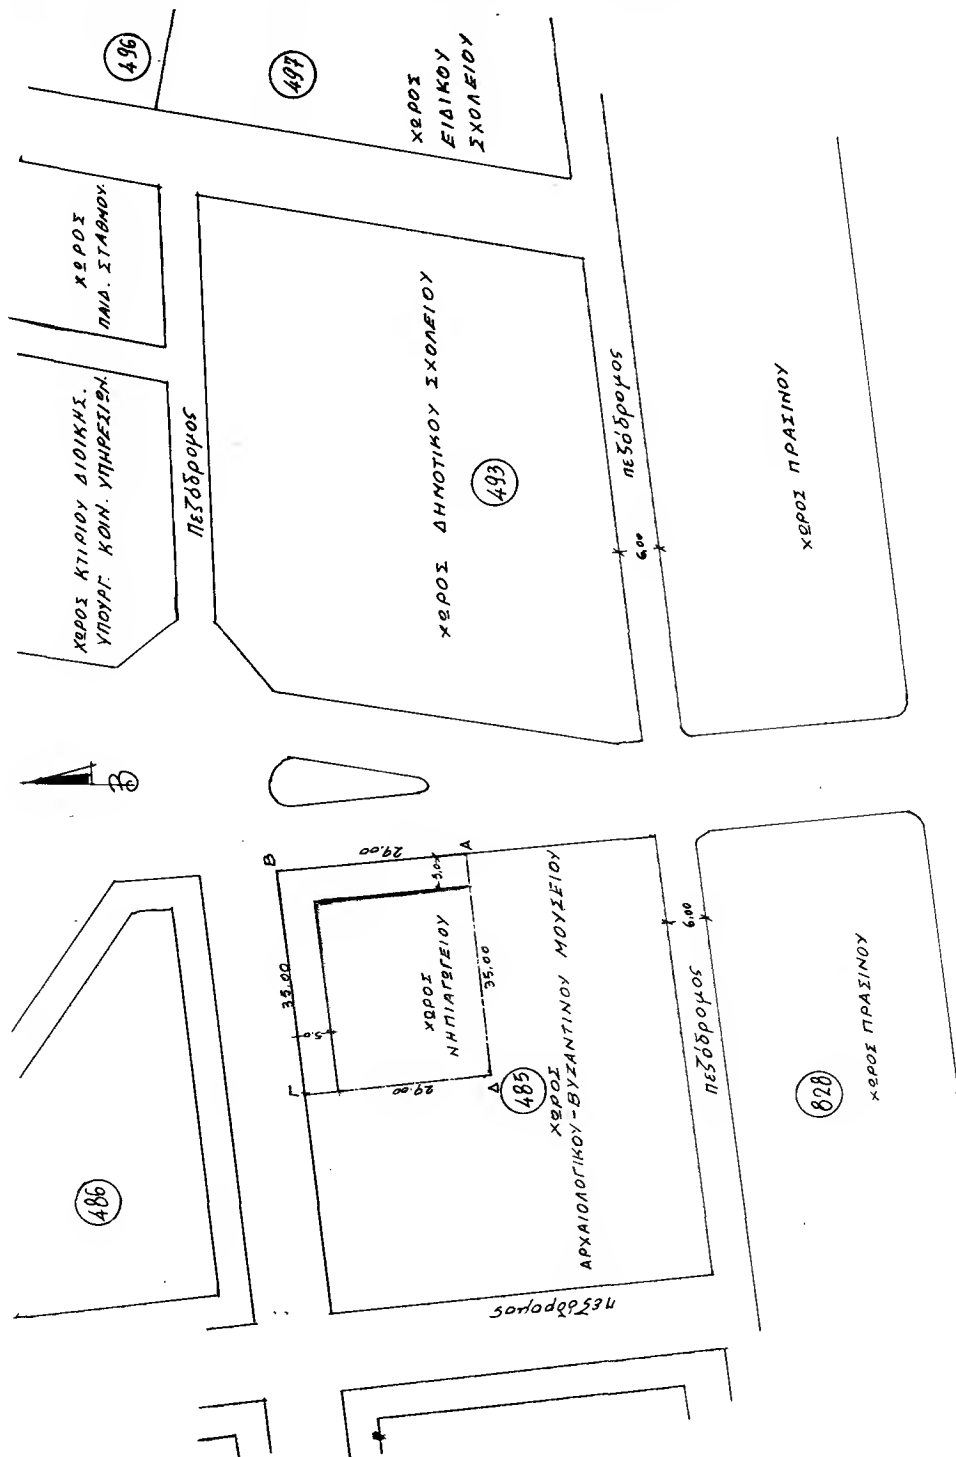 496
497
ΧΩΡΟΣ
ΕΙΔΙΚΟΥ
ΣΧΟΛΕΙΟΥ
ΧΩΡΟΣ
ΠΑΙΔ. ΣΤΑΘΜΟΥ.
ΧΩΡΟΣ ΚΤΙΡΙΟΥ ΔΙΟΙΚΗΣ.
ΥΠΟΥΡΓ. ΚΟΙΝ. ΥΠΗΡΕΣΙΩΝ.
πεζόδρομος
ΧΩΡΟΣ ΔΗΜΟΤΙΚΟΥ ΣΧΟΛΕΙΟΥ
493
πεζόδρομος
6.00
ΧΩΡΟΣ ΠΡΑΣΙΝΟΥ
Β
Β
29.00
Α
5.0
35.00
5.0
ΧΩΡΟΣ
ΝΗΠΙΑΓΩΓΕΙΟΥ
35.00
Γ
29.00
Δ
485
ΧΩΡΟΣ
ΑΡΧΑΙΟΛΟΓΙΚΟΥ-ΒΥΖΑΝΤΙΝΟΥ ΜΟΥΣΕΙΟΥ
6.00
πεζόδρομος
828
ΧΩΡΟΣ ΠΡΑΣΙΝΟΥ
486
πεζόδρομος